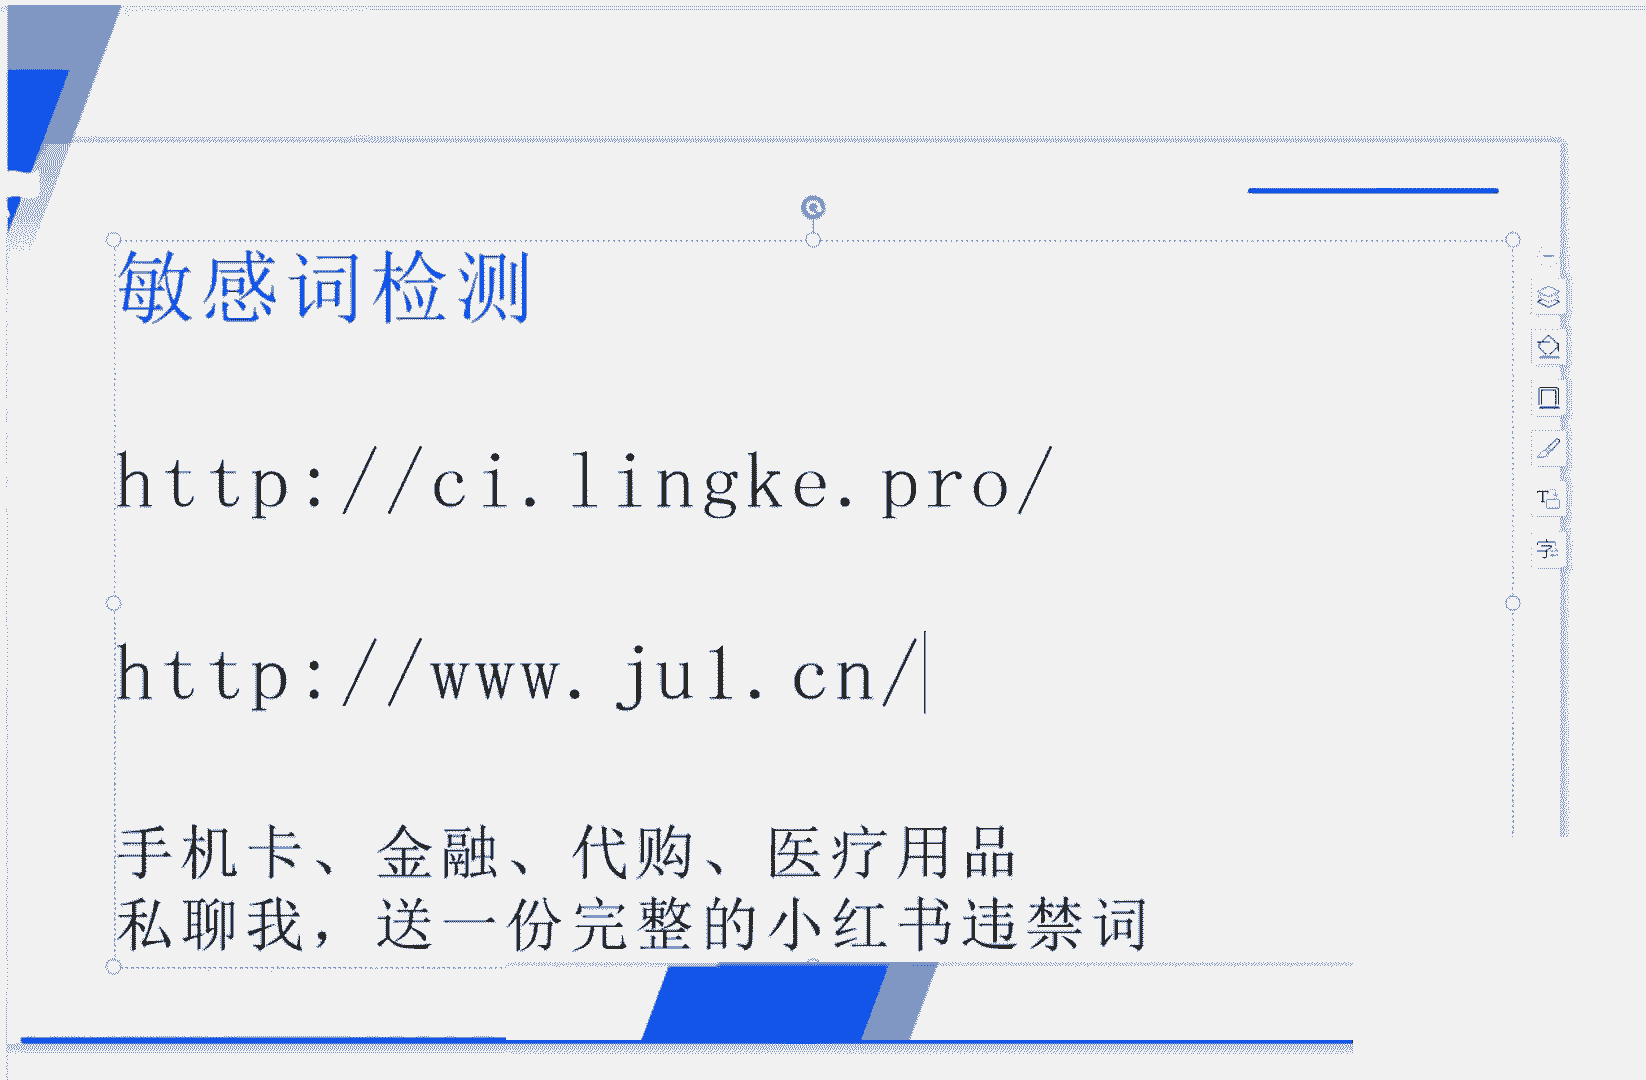 敏感词检测
http://ci.lingke.pro/
http://www.ju1.cn/
手机卡、金融、代购、医疗用品
私聊我，送一份完整的小红书违禁词